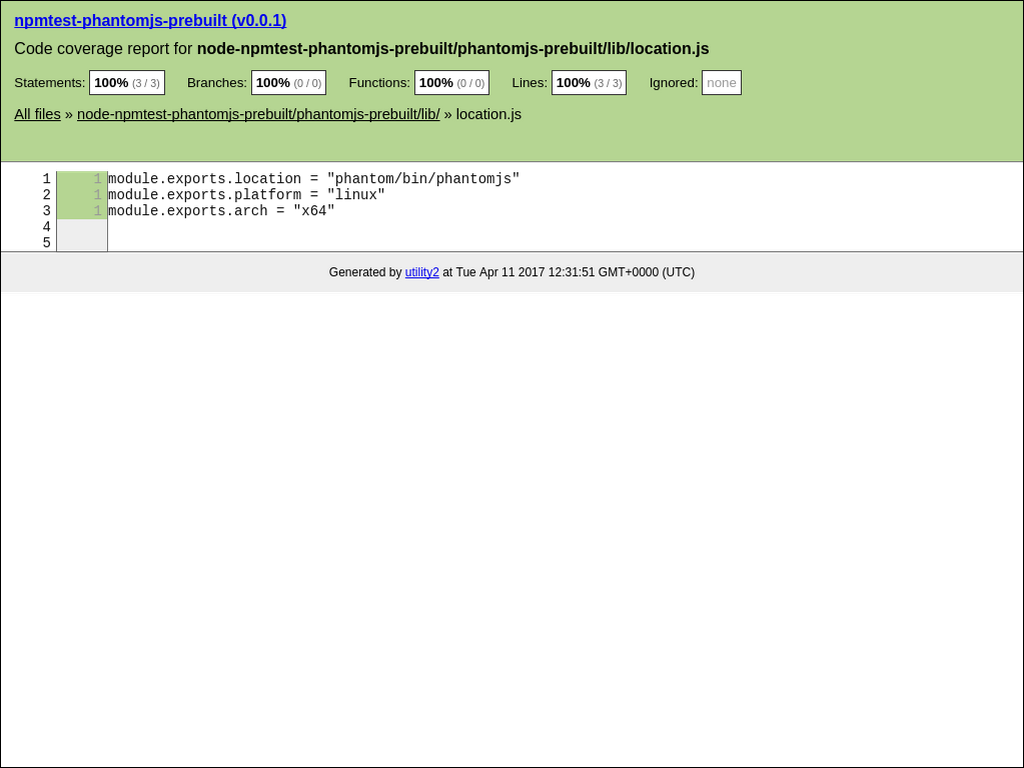 npmtest-phantomjs-prebuilt (v0.0.1)
Code coverage report for node-npmtest-phantomjs-prebuilt/phantomjs-prebuilt/lib/location.js
Statements: 100% (3 / 3) Branches: 100% (0 / 0) Functions: 100% (0 / 0) Lines: 100% (3 / 3) Ignored: none
All files » node-npmtest-phantomjs-prebuilt/phantomjs-prebuilt/lib/ » location.js
1 1 module.exports.location = "phantom/bin/phantomjs"
2 1 module.exports.platform = "linux"
3 1 module.exports.arch = "x64"
4
5
Generated by utility2 at Tue Apr 11 2017 12:31:51 GMT+0000 (UTC)